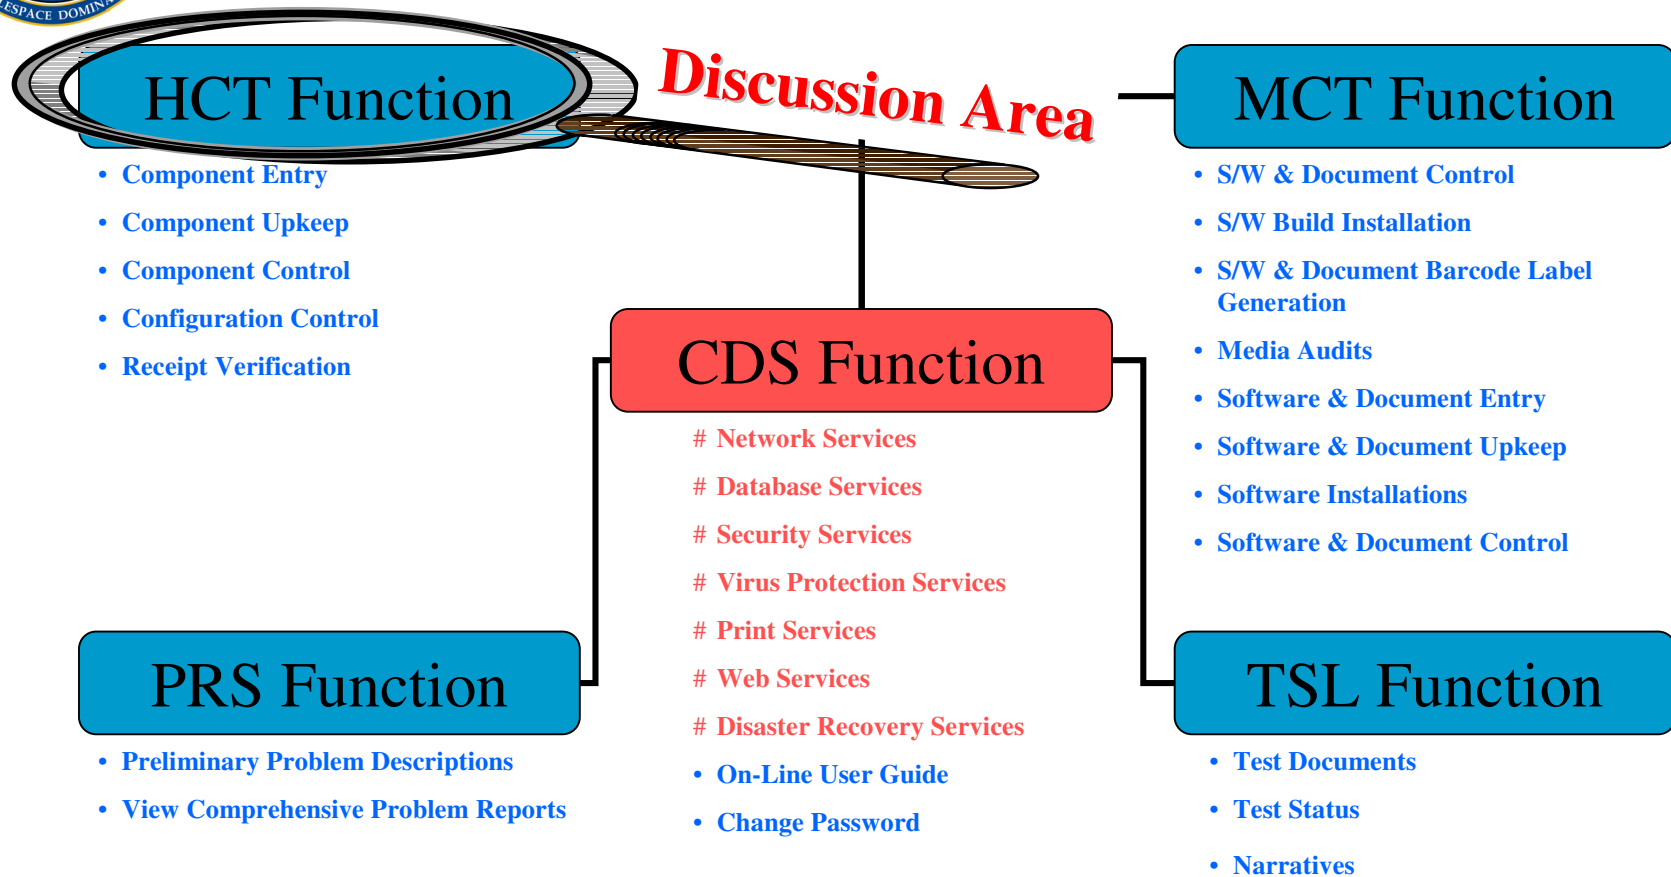 LESPACE DOMINA
HCT Function
• Component Entry
• Component Upkeep
• Component Control
• Configuration Control
• Receipt Verification
Discussion Area
MCT Function
• S/W & Document Control
• S/W Build Installation
• S/W & Document Barcode Label
Generation
• Media Audits
• Software & Document Entry
• Software & Document Upkeep
• Software Installations
• Software & Document Control
CDS Function
# Network Services
# Database Services
# Security Services
# Virus Protection Services
# Print Services
# Web Services
# Disaster Recovery Services
• On-Line User Guide
• Change Password
PRS Function
• Preliminary Problem Descriptions
• View Comprehensive Problem Reports
TSL Function
• Test Documents
• Test Status
• Narratives